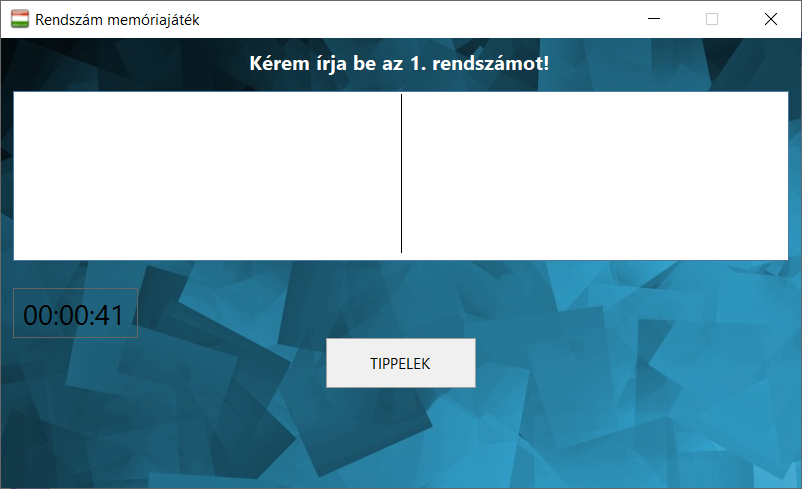 Rendszám memóriajáték
Kérem írja be az 1. rendszámot!
00:00:41
TIPPELEK